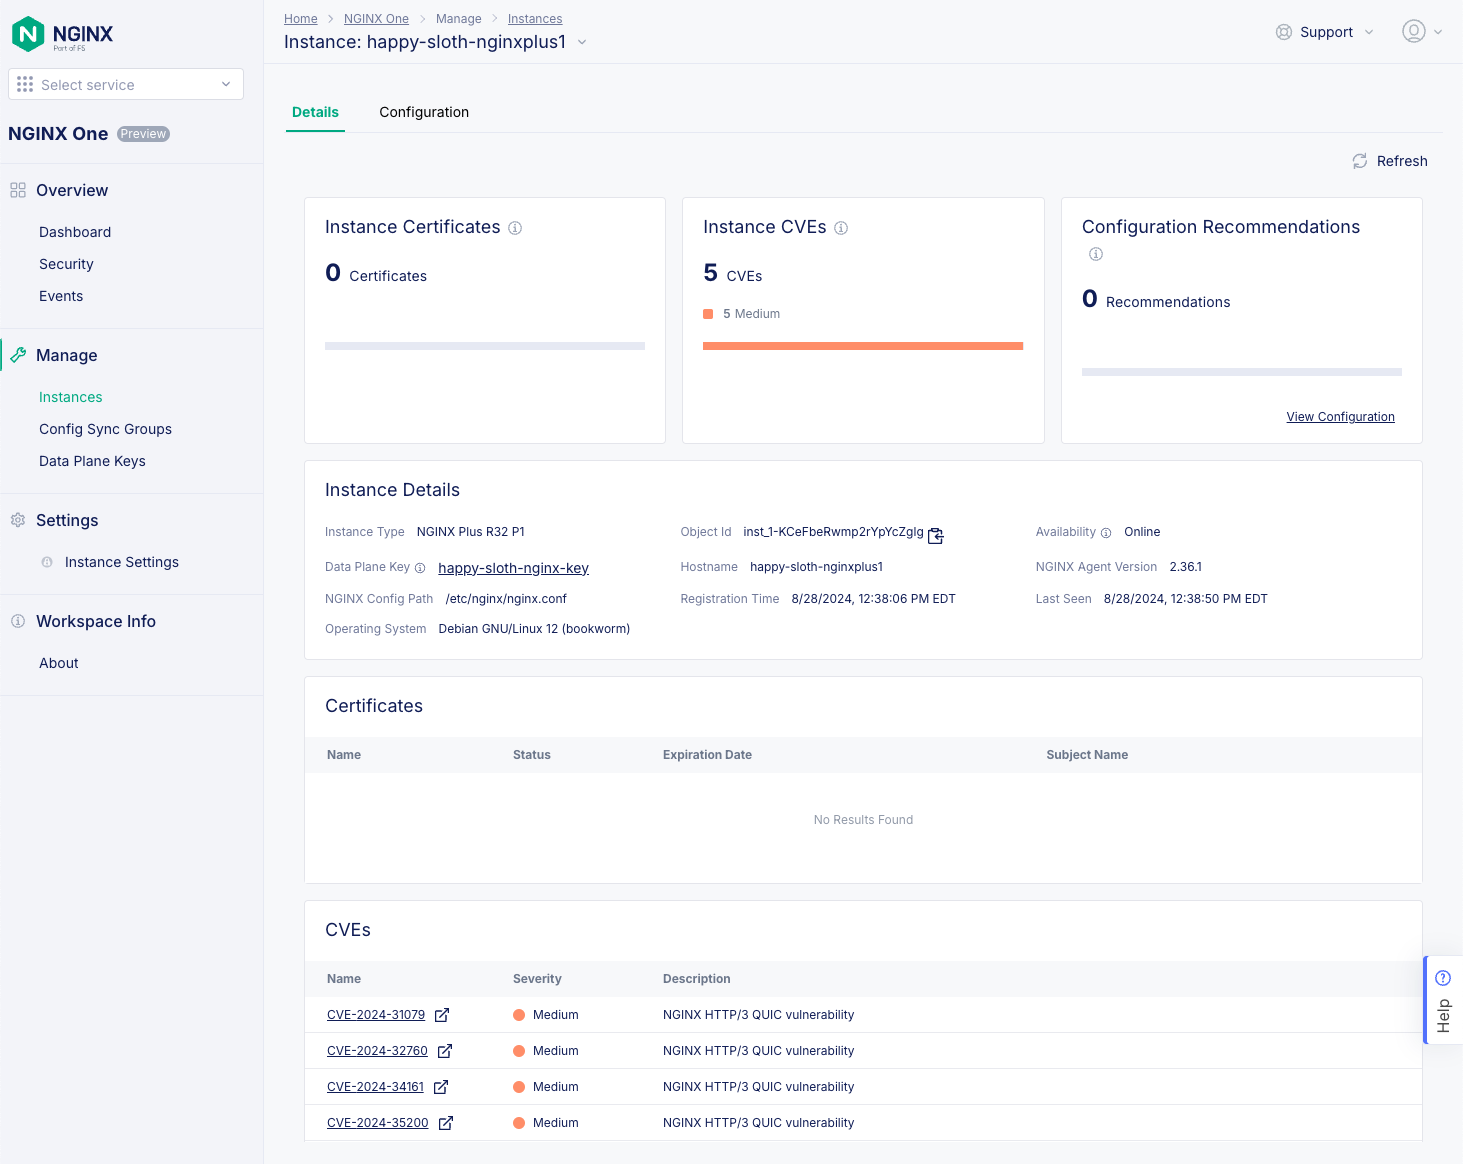 NGINX
Part of F5
Select service
NGINX One Preview
Overview
Dashboard
Security
Events
Manage
Instances
Config Sync Groups
Data Plane Keys
Settings
Instance Settings
Workspace Info
About
Home > NGINX One > Manage > Instances
Instance: happy-sloth-nginxplus1
Support
Details Configuration
Refresh
Instance Certificates
0 Certificates
Instance CVEs
5 CVEs
5 Medium
Configuration Recommendations
0 Recommendations
View Configuration
Instance Details
Instance Type NGINX Plus R32 P1 Object Id inst_1-KCeFbeRwmp2rYpYcZglg Availability Online
Data Plane Key happy-sloth-nginx-key Hostname happy-sloth-nginxplus1 NGINX Agent Version 2.36.1
NGINX Config Path /etc/nginx/nginx.conf Registration Time 8/28/2024, 12:38:06 PM EDT Last Seen 8/28/2024, 12:38:50 PM EDT
Operating System Debian GNU/Linux 12 (bookworm)
Certificates
Name Status Expiration Date Subject Name
No Results Found
CVEs
Name Severity Description
CVE-2024-31079 Medium NGINX HTTP/3 QUIC vulnerability
CVE-2024-32760 Medium NGINX HTTP/3 QUIC vulnerability
CVE-2024-34161 Medium NGINX HTTP/3 QUIC vulnerability
CVE-2024-35200 Medium NGINX HTTP/3 QUIC vulnerability
Help